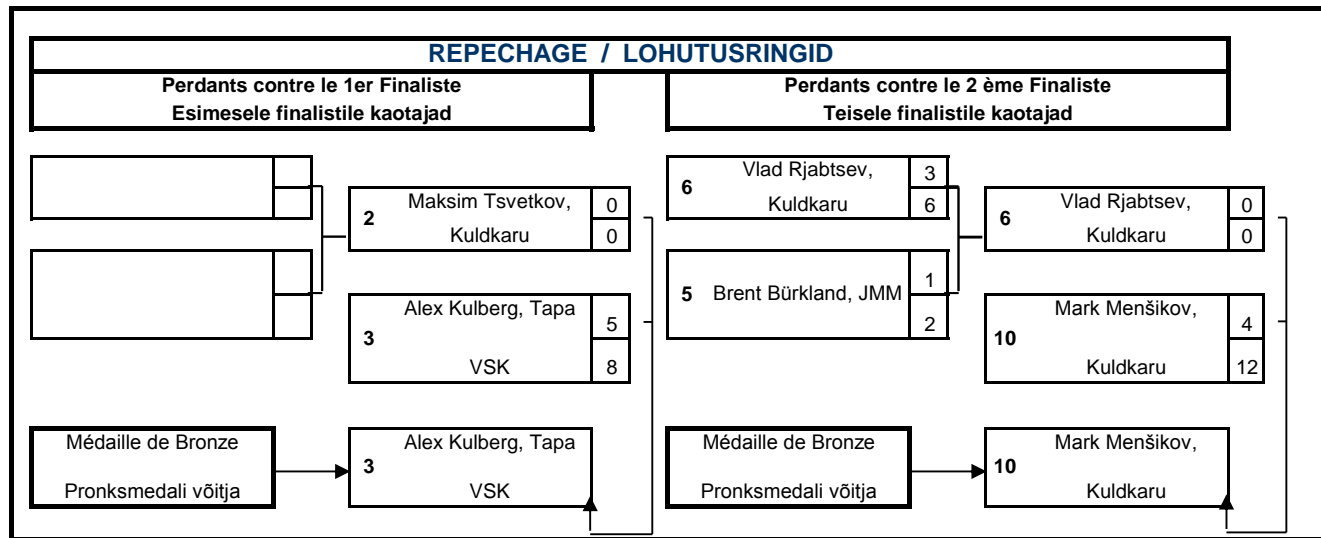 REPECHAGE / LOHUTUSRINGID
Perdants contre le 1er Finaliste
Esimesele finalistile kaotajad
Perdants contre le 2 ème Finaliste
Teisele finalistile kaotajad
2 Maksim Tsvetkov, 0
Kuldkaru 0
3 Alex Kulberg, Tapa 5
VSK 8
6 Vlad Rjabtsev, 3
Kuldkaru 6
5 Brent Bürkland, JMM 1
2
6 Vlad Rjabtsev, 0
Kuldkaru 0
10 Mark Menšikov, 4
Kuldkaru 12
Médaille de Bronze
Pronksmedali võitja
3 Alex Kulberg, Tapa
VSK
Médaille de Bronze
Pronksmedali võitja
10 Mark Menšikov,
Kuldkaru